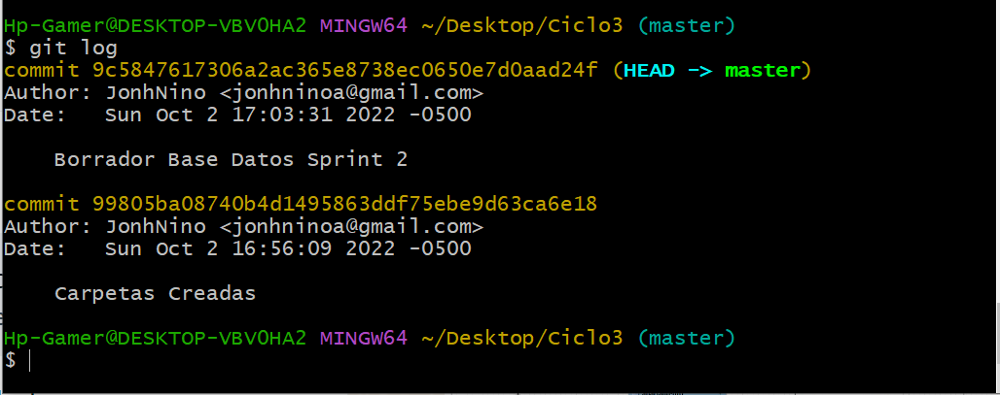 Hp-Gamer@DESKTOP-VBV0HA2 MINGW64 ~/Desktop/Ciclo3 (master)
$ git log
commit 9c5847617306a2ac365e8738ec0650e7d0aad24f (HEAD -> master)
Author: JonhNino <jonhninoa@gmail.com>
Date:   Sun Oct 2 17:03:31 2022 -0500
    Borrador Base Datos Sprint 2
commit 99805ba08740b4d1495863ddf75ebe9d63ca6e18
Author: JonhNino <jonhninoa@gmail.com>
Date:   Sun Oct 2 16:56:09 2022 -0500
    Carpetas Creadas
Hp-Gamer@DESKTOP-VBV0HA2 MINGW64 ~/Desktop/Ciclo3 (master)
$